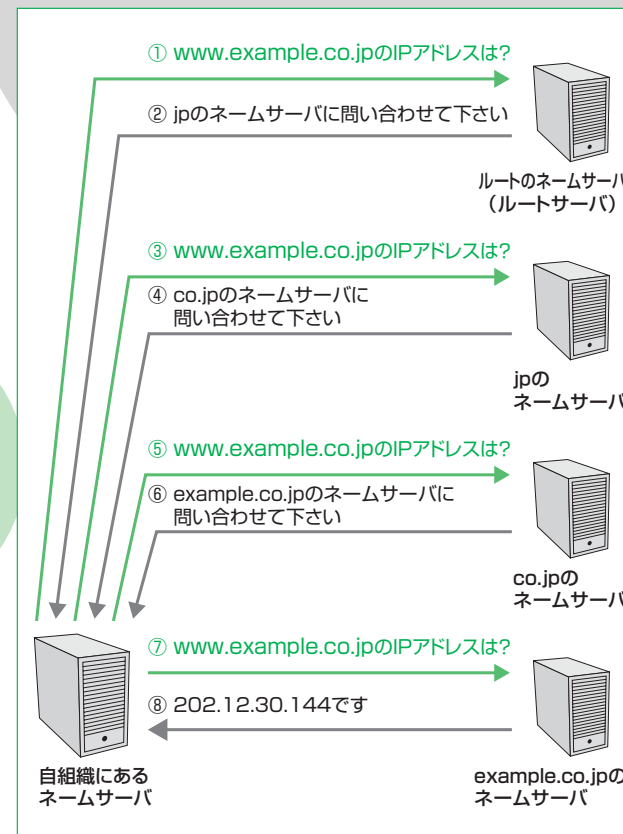 ① www.example.co.jpのIPアドレスは?
② jpのネームサーバに問い合わせて下さい
ルートのネームサーバ
（ルートサーバ）
③ www.example.co.jpのIPアドレスは?
④ co.jpのネームサーバに
問い合わせて下さい
jpの
ネームサーバ
⑤ www.example.co.jpのIPアドレスは?
⑥ example.co.jpのネームサーバに
問い合わせて下さい
co.jpの
ネームサーバ
⑦ www.example.co.jpのIPアドレスは?
⑧ 202.12.30.144です
自組織にある
ネームサーバ
example.co.jpの
ネームサーバ